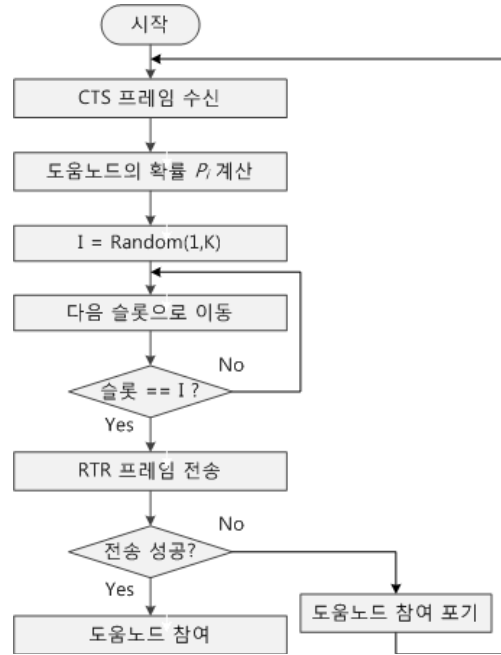 시작
CTS 프레임 수신
도움노드의 확률 Pᵢ 계산
I = Random(1,K)
다음 슬롯으로 이동
No
슬롯 == I ?
Yes
RTR 프레임 전송
No
전송 성공?
Yes
도움노드 참여 포기
도움노드 참여